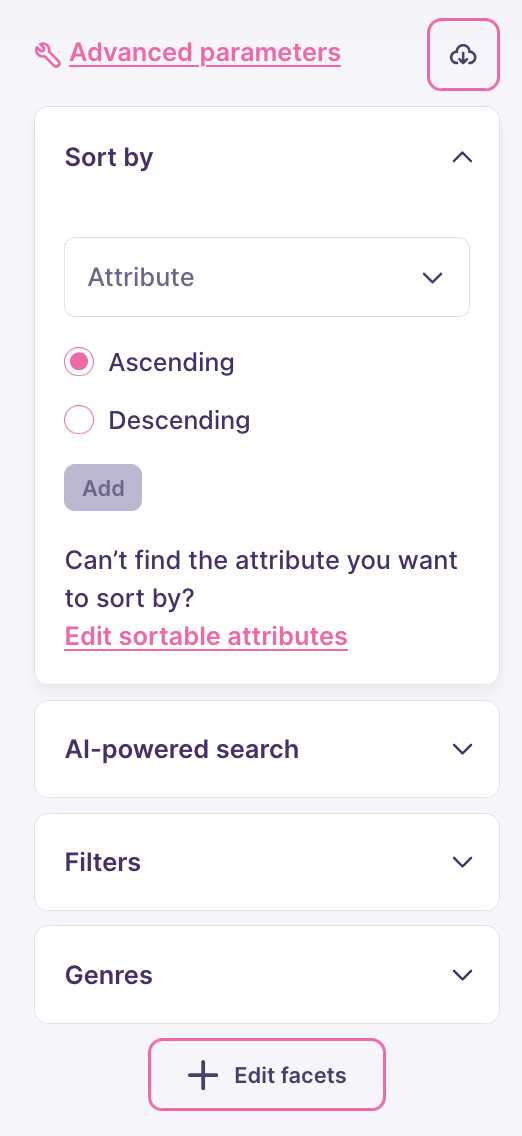 Advanced parameters
Sort by
Attribute
Ascending
Descending
Add
Can’t find the attribute you want
to sort by?
Edit sortable attributes
AI-powered search
Filters
Genres
Edit facets